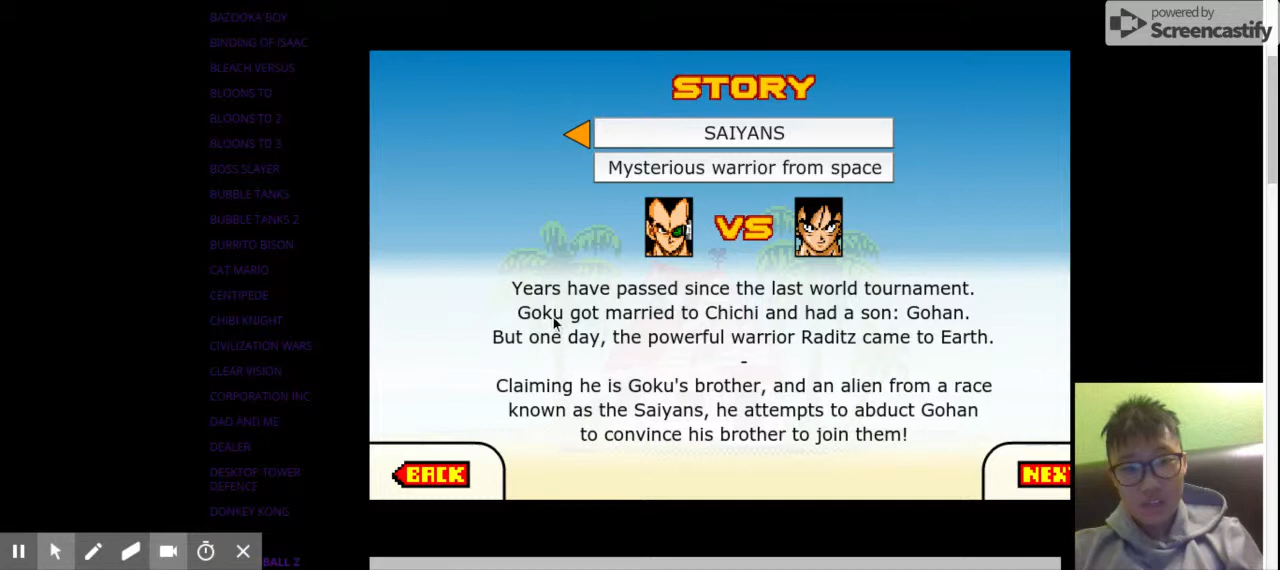 powered by
Screencastify
BAZOOKA BOY
BINDING OF ISAAC
BLEACH VERSUS
BLOONS TD
BLOONS TD 2
BLOONS TD 3
BOSS SLAYER
BUBBLE TANKS
BUBBLE TANKS 2
BURRITO BISON
CAT MARIO
CENTIPEDE
CHIBI KNIGHT
CIVILIZATION WARS
CLEAR VISION
CORPORATION INC
DAD AND ME
DEALER
DESKTOP TOWER
DEFENCE
DONKEY KONG
BALL Z
STORY
SAIYANS
Mysterious warrior from space
VS
Years have passed since the last world tournament.
Goku got married to Chichi and had a son: Gohan.
But one day, the powerful warrior Raditz came to Earth.
-
Claiming he is Goku's brother, and an alien from a race
known as the Saiyans, he attempts to abduct Gohan
to convince his brother to join them!
BACK
NEX